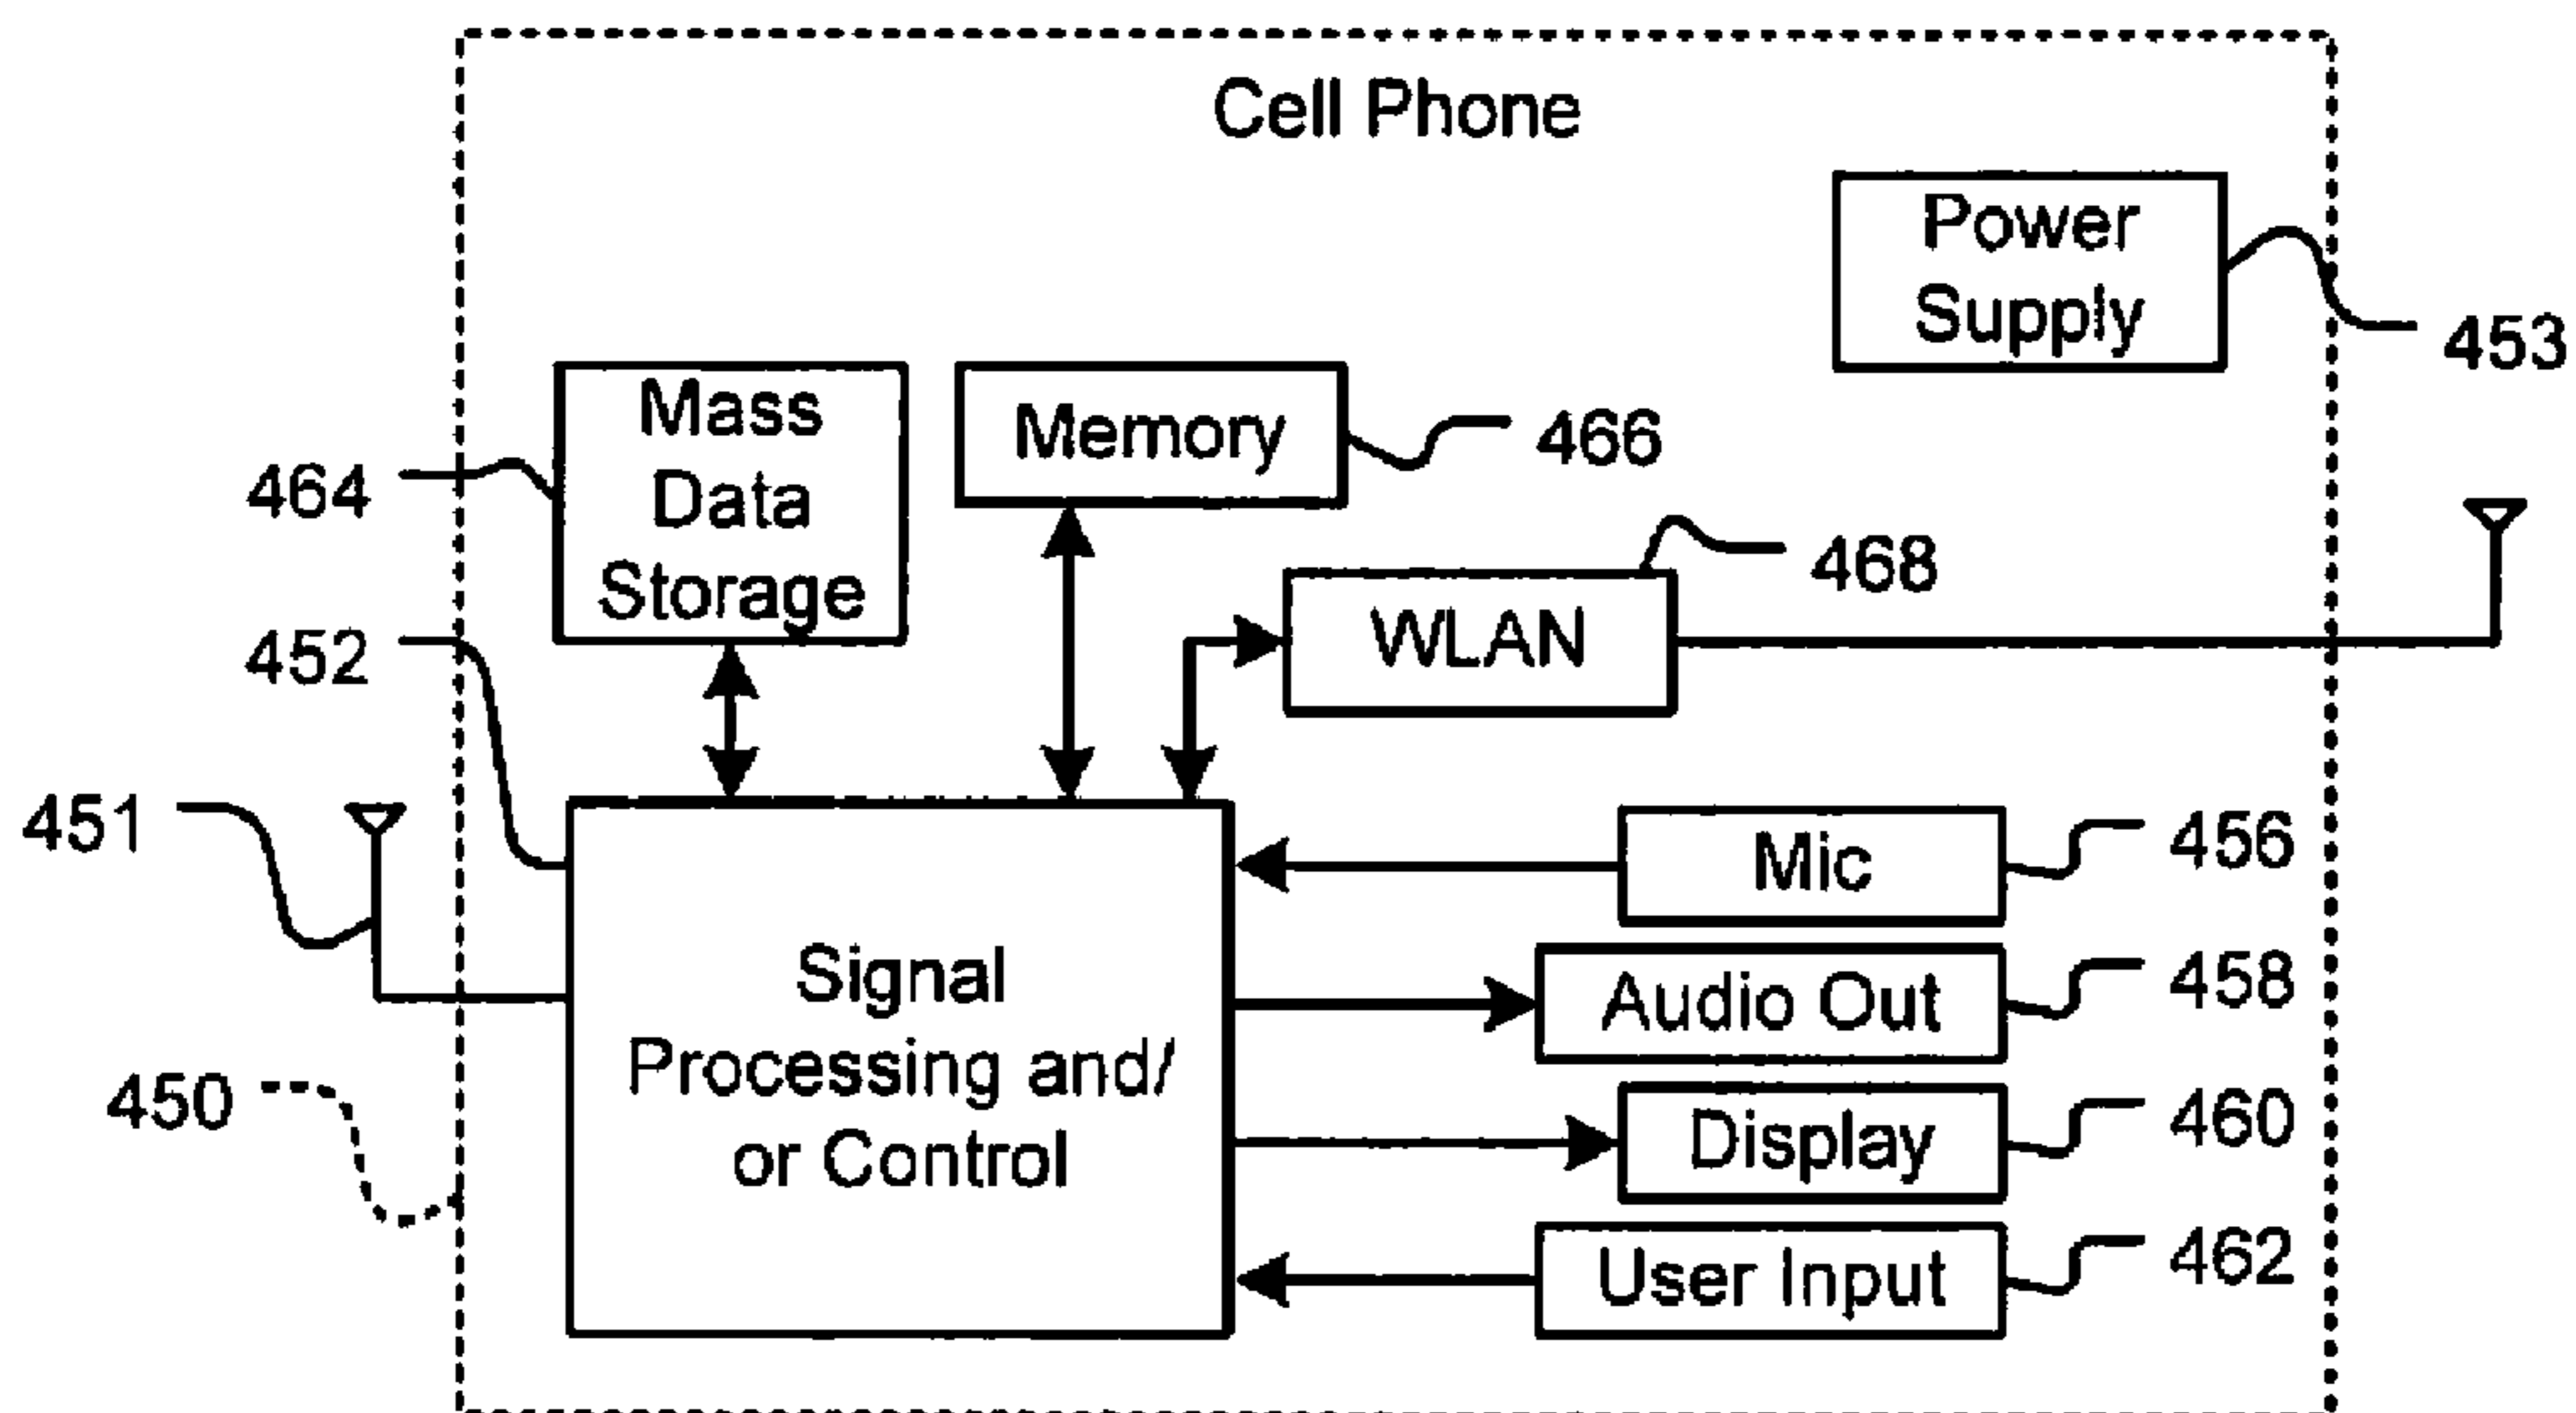 Cell Phone
Power
Supply
453
Mass
Data
Storage
464
Memory
466
WLAN
468
452
451
450
Signal
Processing and/
or Control
Mic
456
Audio Out
458
Display
460
User Input
462